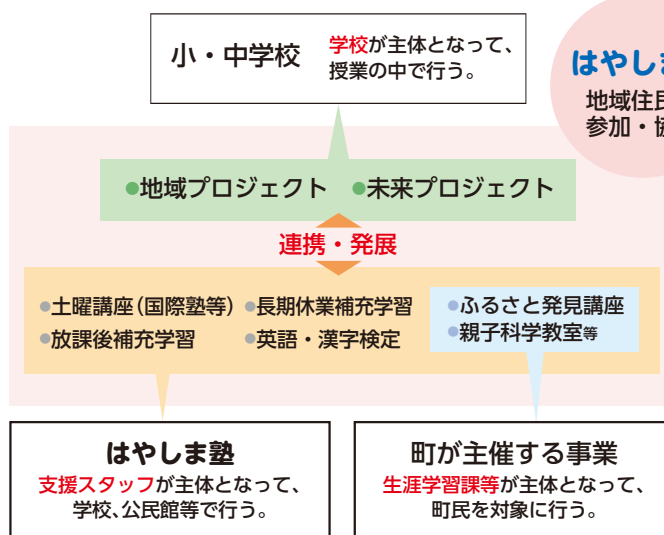 小・中学校
学校が主体となって、
授業の中で行う。
はやしま
地域住民
参加・協
●地域プロジェクト ●未来プロジェクト
連携・発展
●土曜講座(国際塾等) ●長期休業補充学習
●放課後補充学習 ●英語・漢字検定
●ふるさと発見講座
●親子科学教室等
はやしま塾
支援スタッフが主体となって、
学校、公民館等で行う。
町が主催する事業
生涯学習課等が主体となって、
町民を対象に行う。